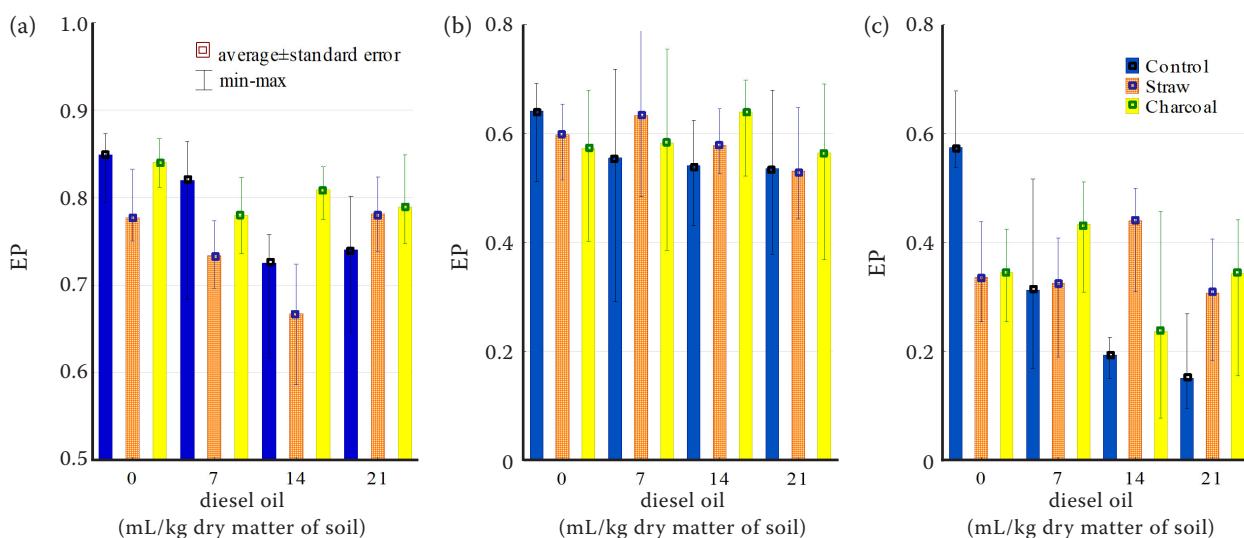 (a)
1.0
0.9
0.8
0.7
0.6
0.5
EP
average±standard error
min-max
0 7 14 21
diesel oil
(mL/kg dry matter of soil)
(b)
0.8
0.6
0.4
0.2
0
EP
0 7 14 21
diesel oil
(mL/kg dry matter of soil)
(c)
0.8
0.6
0.4
0.2
0
EP
Control
Straw
Charcoal
0 7 14 21
diesel oil
(mL/kg dry matter of soil)